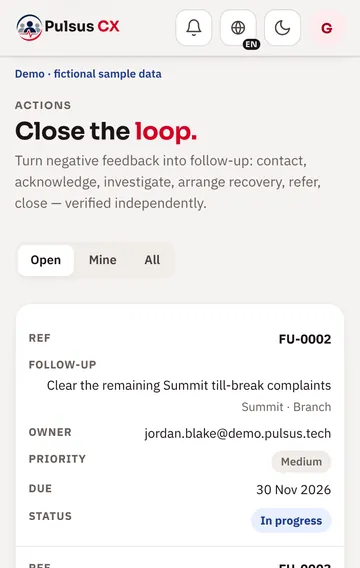 Pulsus CX
EN
G
Demo · fictional sample data
ACTIONS
Close the loop.
Turn negative feedback into follow-up: contact,
acknowledge, investigate, arrange recovery, refer,
close — verified independently.
Open Mine All
REF FU-0002
FOLLOW-UP
Clear the remaining Summit till-break complaints
Summit · Branch
OWNER jordan.blake@demo.pulsus.tech
PRIORITY Medium
DUE 30 Nov 2026
STATUS In progress
REF FU-0003